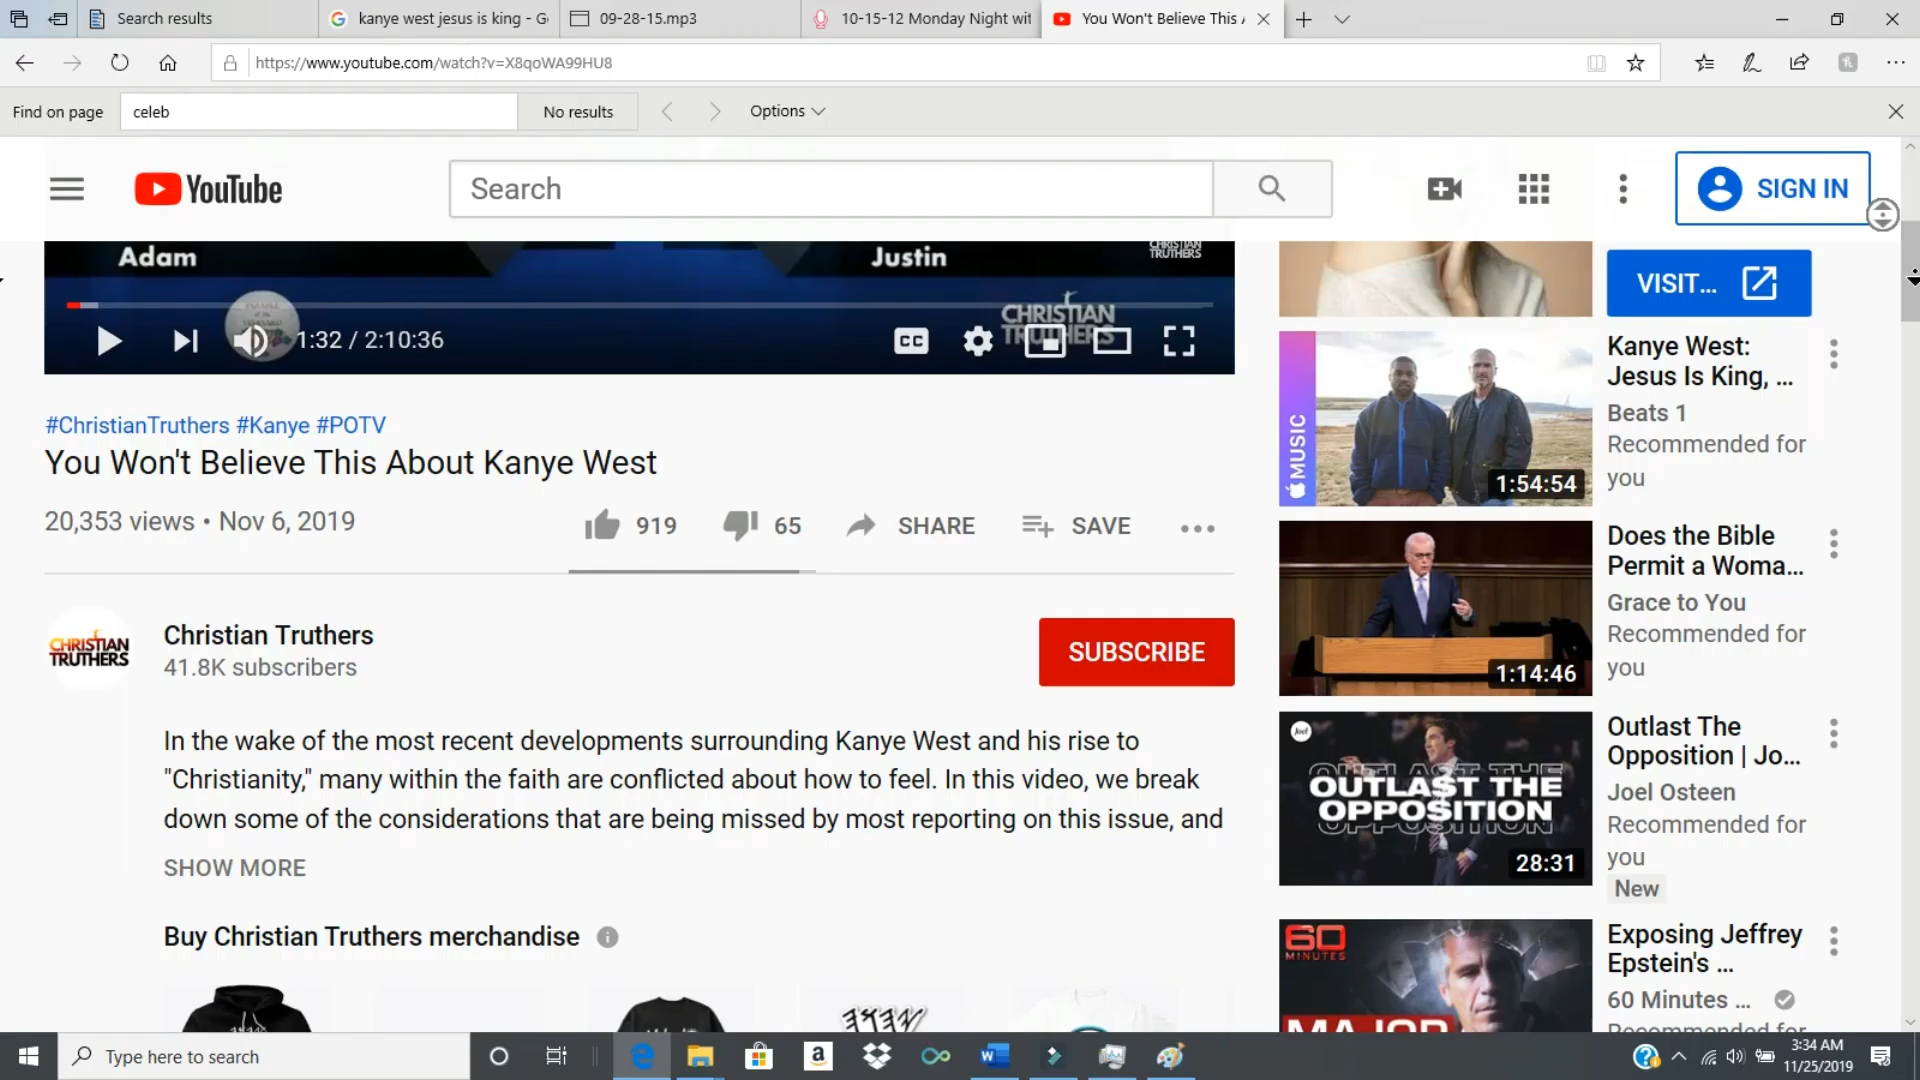 Search results
kanye west jesus is king - G
09-28-15.mp3
10-15-12 Monday Night wit
You Won't Believe This
https://www.youtube.com/watch?v=X8qoWA99HU8
Find on page
celeb
No results
Options
YouTube
Search
SIGN IN
Adam
Justin
CHRISTIAN
TRUTHERS
CHRISTIAN
TRUTHERS
1:32 / 2:10:36
CC
#ChristianTruthers #Kanye #POTV
You Won't Believe This About Kanye West
20,353 views • Nov 6, 2019
919
65
SHARE
SAVE
CHRISTIAN
TRUTHERS
Christian Truthers
41.8K subscribers
SUBSCRIBE
In the wake of the most recent developments surrounding Kanye West and his rise to
"Christianity," many within the faith are conflicted about how to feel. In this video, we break
down some of the considerations that are being missed by most reporting on this issue, and
SHOW MORE
Buy Christian Truthers merchandise
VISIT...
MUSIC
1:54:54
Kanye West:
Jesus Is King, ...
Beats 1
Recommended for
you
1:14:46
Does the Bible
Permit a Woma...
Grace to You
Recommended for
you
Joel
OUTLAST THE
OPPOSITION
28:31
Outlast The
Opposition | Jo...
Joel Osteen
Recommended for
you
New
60
MINUTES
MAJOR
Exposing Jeffrey
Epstein's ...
60 Minutes ...
Recommended for
Type here to search
3:34 AM
11/25/2019